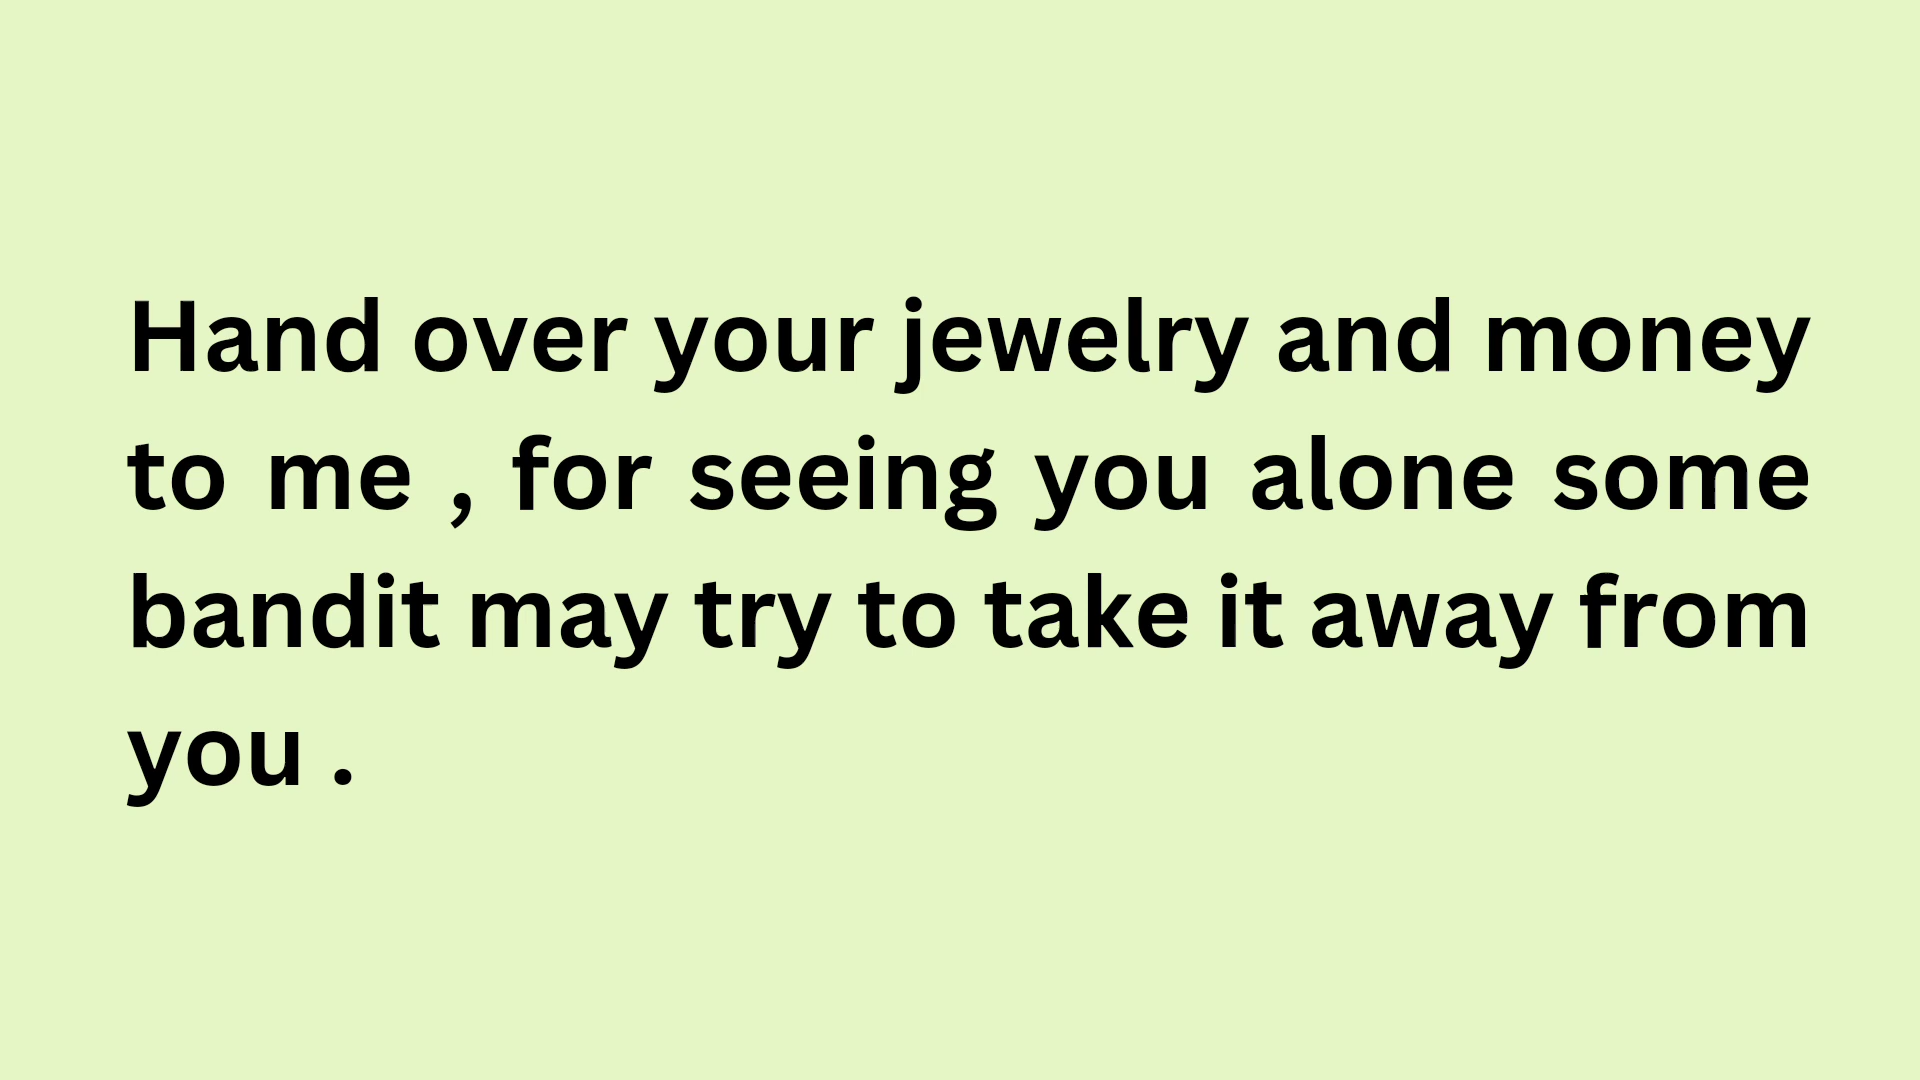 Hand over your jewelry and money
to me , for seeing you alone some
bandit may try to take it away from
you .